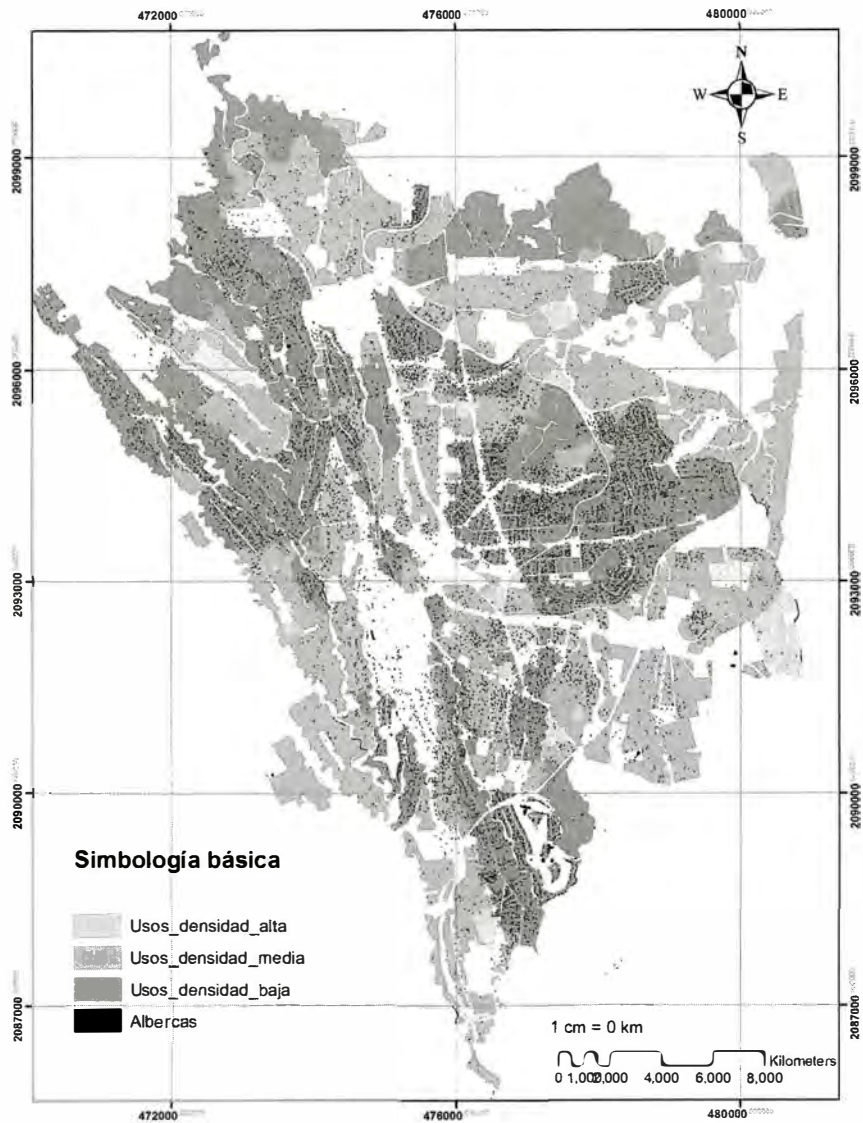 472000 476000 480000
N
W E
S
2099000 2099000
2096000 2096000
2093000 2093000
2090000 2090000
2087000 2087000
Simbología básica
Usos_densidad_alta
Usos_densidad_media
Usos_densidad_baja
Albercas
1 cm = 0 km
Kilometers
0 1,000 2,000 4,000 6,000 8,000
472000 476000 480000